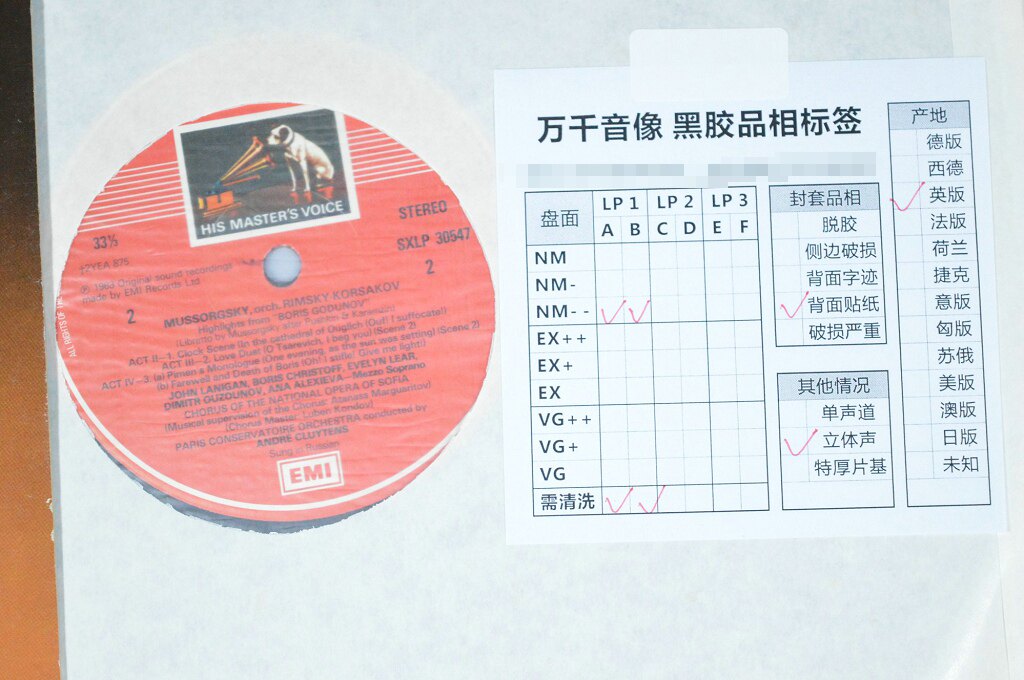 HIS MASTER'S VOICE
33⅓
STEREO
SXLP 30547
2YEA 875
2
℗ 1963 Original sound recordings
made by EMI Records Ltd
2
MUSSORGSKY, orch. RIMSKY-KORSAKOV
Highlights from "BORIS GODUNOV"
(Libretto by Mussorgsky after Pushkin & Karamzin)
ACT II—1. Clock Scene (In the cathedral of Ouglich (Ouf! I suffocate!)
ACT III—2. Love Duet (O Tsarevich, I beg you) (Scene 2)
ACT IV—3. (a) Pimen's Monologue (One evening, as the sun was setting) (Scene 2)
(b) Farewell and Death of Boris (Oh! I stifle! Give me light!)
JOHN LANIGAN, BORIS CHRISTOFF, EVELYN LEAR,
DIMITR OUZOUNOV, ANA ALEXIEVA—Mezzo Soprano
CHORUS OF THE NATIONAL OPERA OF SOFIA
(Musical supervision of the Chorus: Atanass Margaritov)
(Chorus Master: Luben Kondov)
PARIS CONSERVATOIRE ORCHESTRA conducted by
ANDRÉ CLUYTENS
Sung in Russian
EMI
ALL RIGHTS OF THE
万千音像 黑胶品相标签
盘面 LP 1 LP 2 LP 3
A B C D E F
NM
NM-
NM--
EX++
EX+
EX
VG++
VG+
VG
需清洗
封套品相
脱胶
侧边破损
背面字迹
背面贴纸
破损严重
其他情况
单声道
立体声
特厚片基
产地
德版
西德
英版
法版
荷兰
捷克
意版
匈版
苏俄
美版
澳版
日版
未知